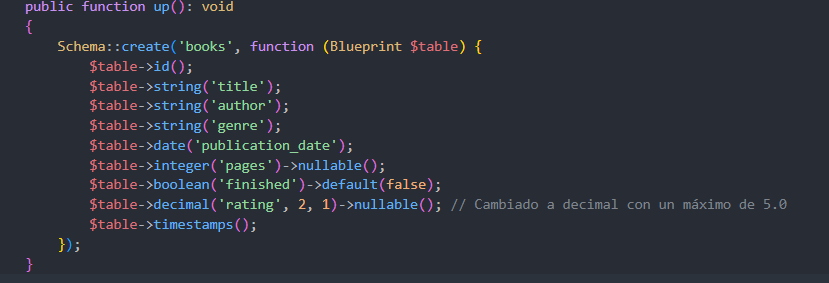 public function up(): void
{
    Schema::create('books', function (Blueprint $table) {
        $table->id();
        $table->string('title');
        $table->string('author');
        $table->string('genre');
        $table->date('publication_date');
        $table->integer('pages')->nullable();
        $table->boolean('finished')->default(false);
        $table->decimal('rating', 2, 1)->nullable(); // Cambiado a decimal con un máximo de 5.0
        $table->timestamps();
    });
}